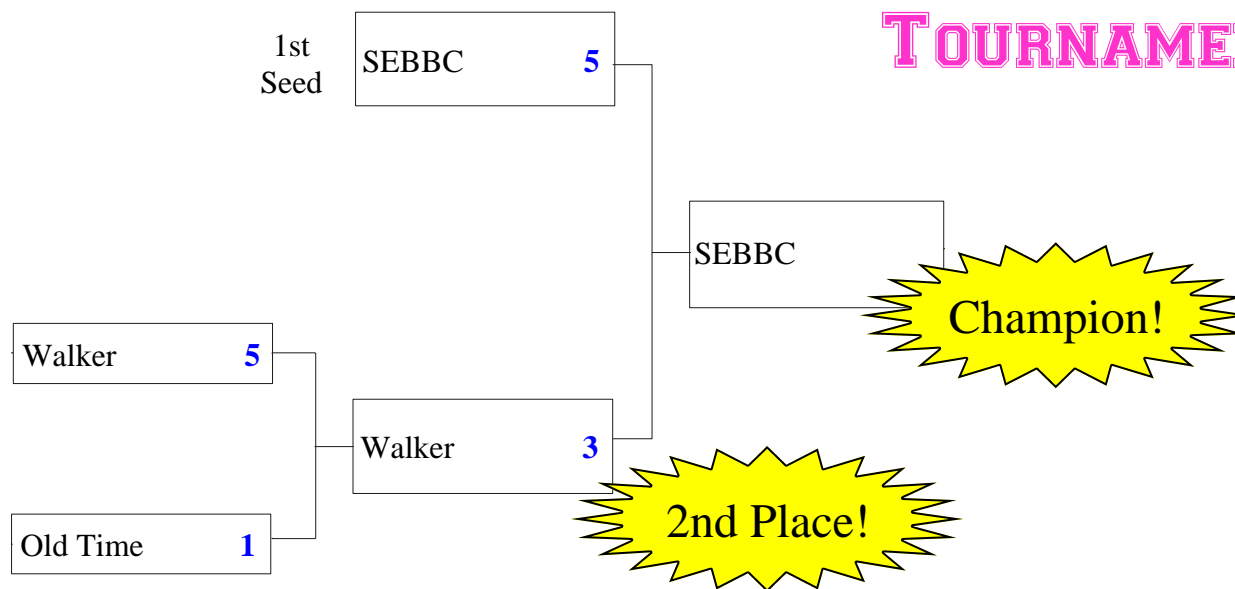 TOURNAME
1st
Seed
SEBBC 5
SEBBC
Champion!
Walker 5
Walker 3
2nd Place!
Old Time 1